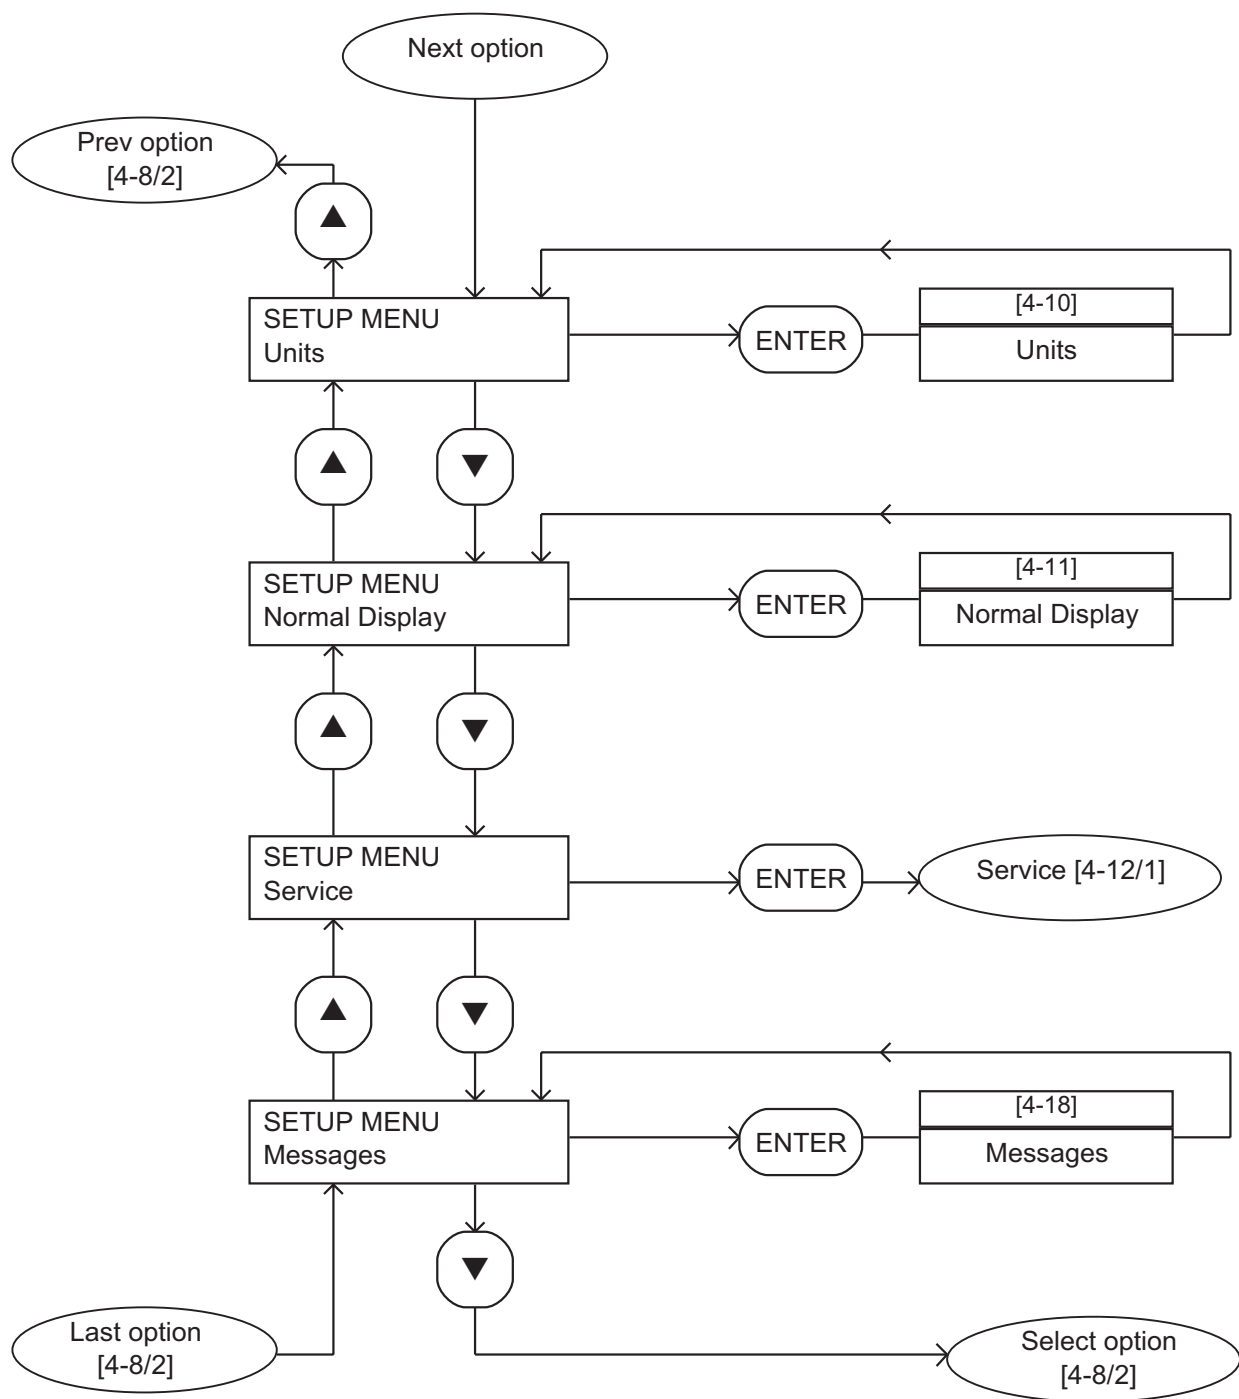 Next option
Prev option
[4-8/2]
SETUP MENU
Units
ENTER
[4-10]
Units
SETUP MENU
Normal Display
ENTER
[4-11]
Normal Display
SETUP MENU
Service
ENTER
Service [4-12/1]
SETUP MENU
Messages
ENTER
[4-18]
Messages
Last option
[4-8/2]
Select option
[4-8/2]